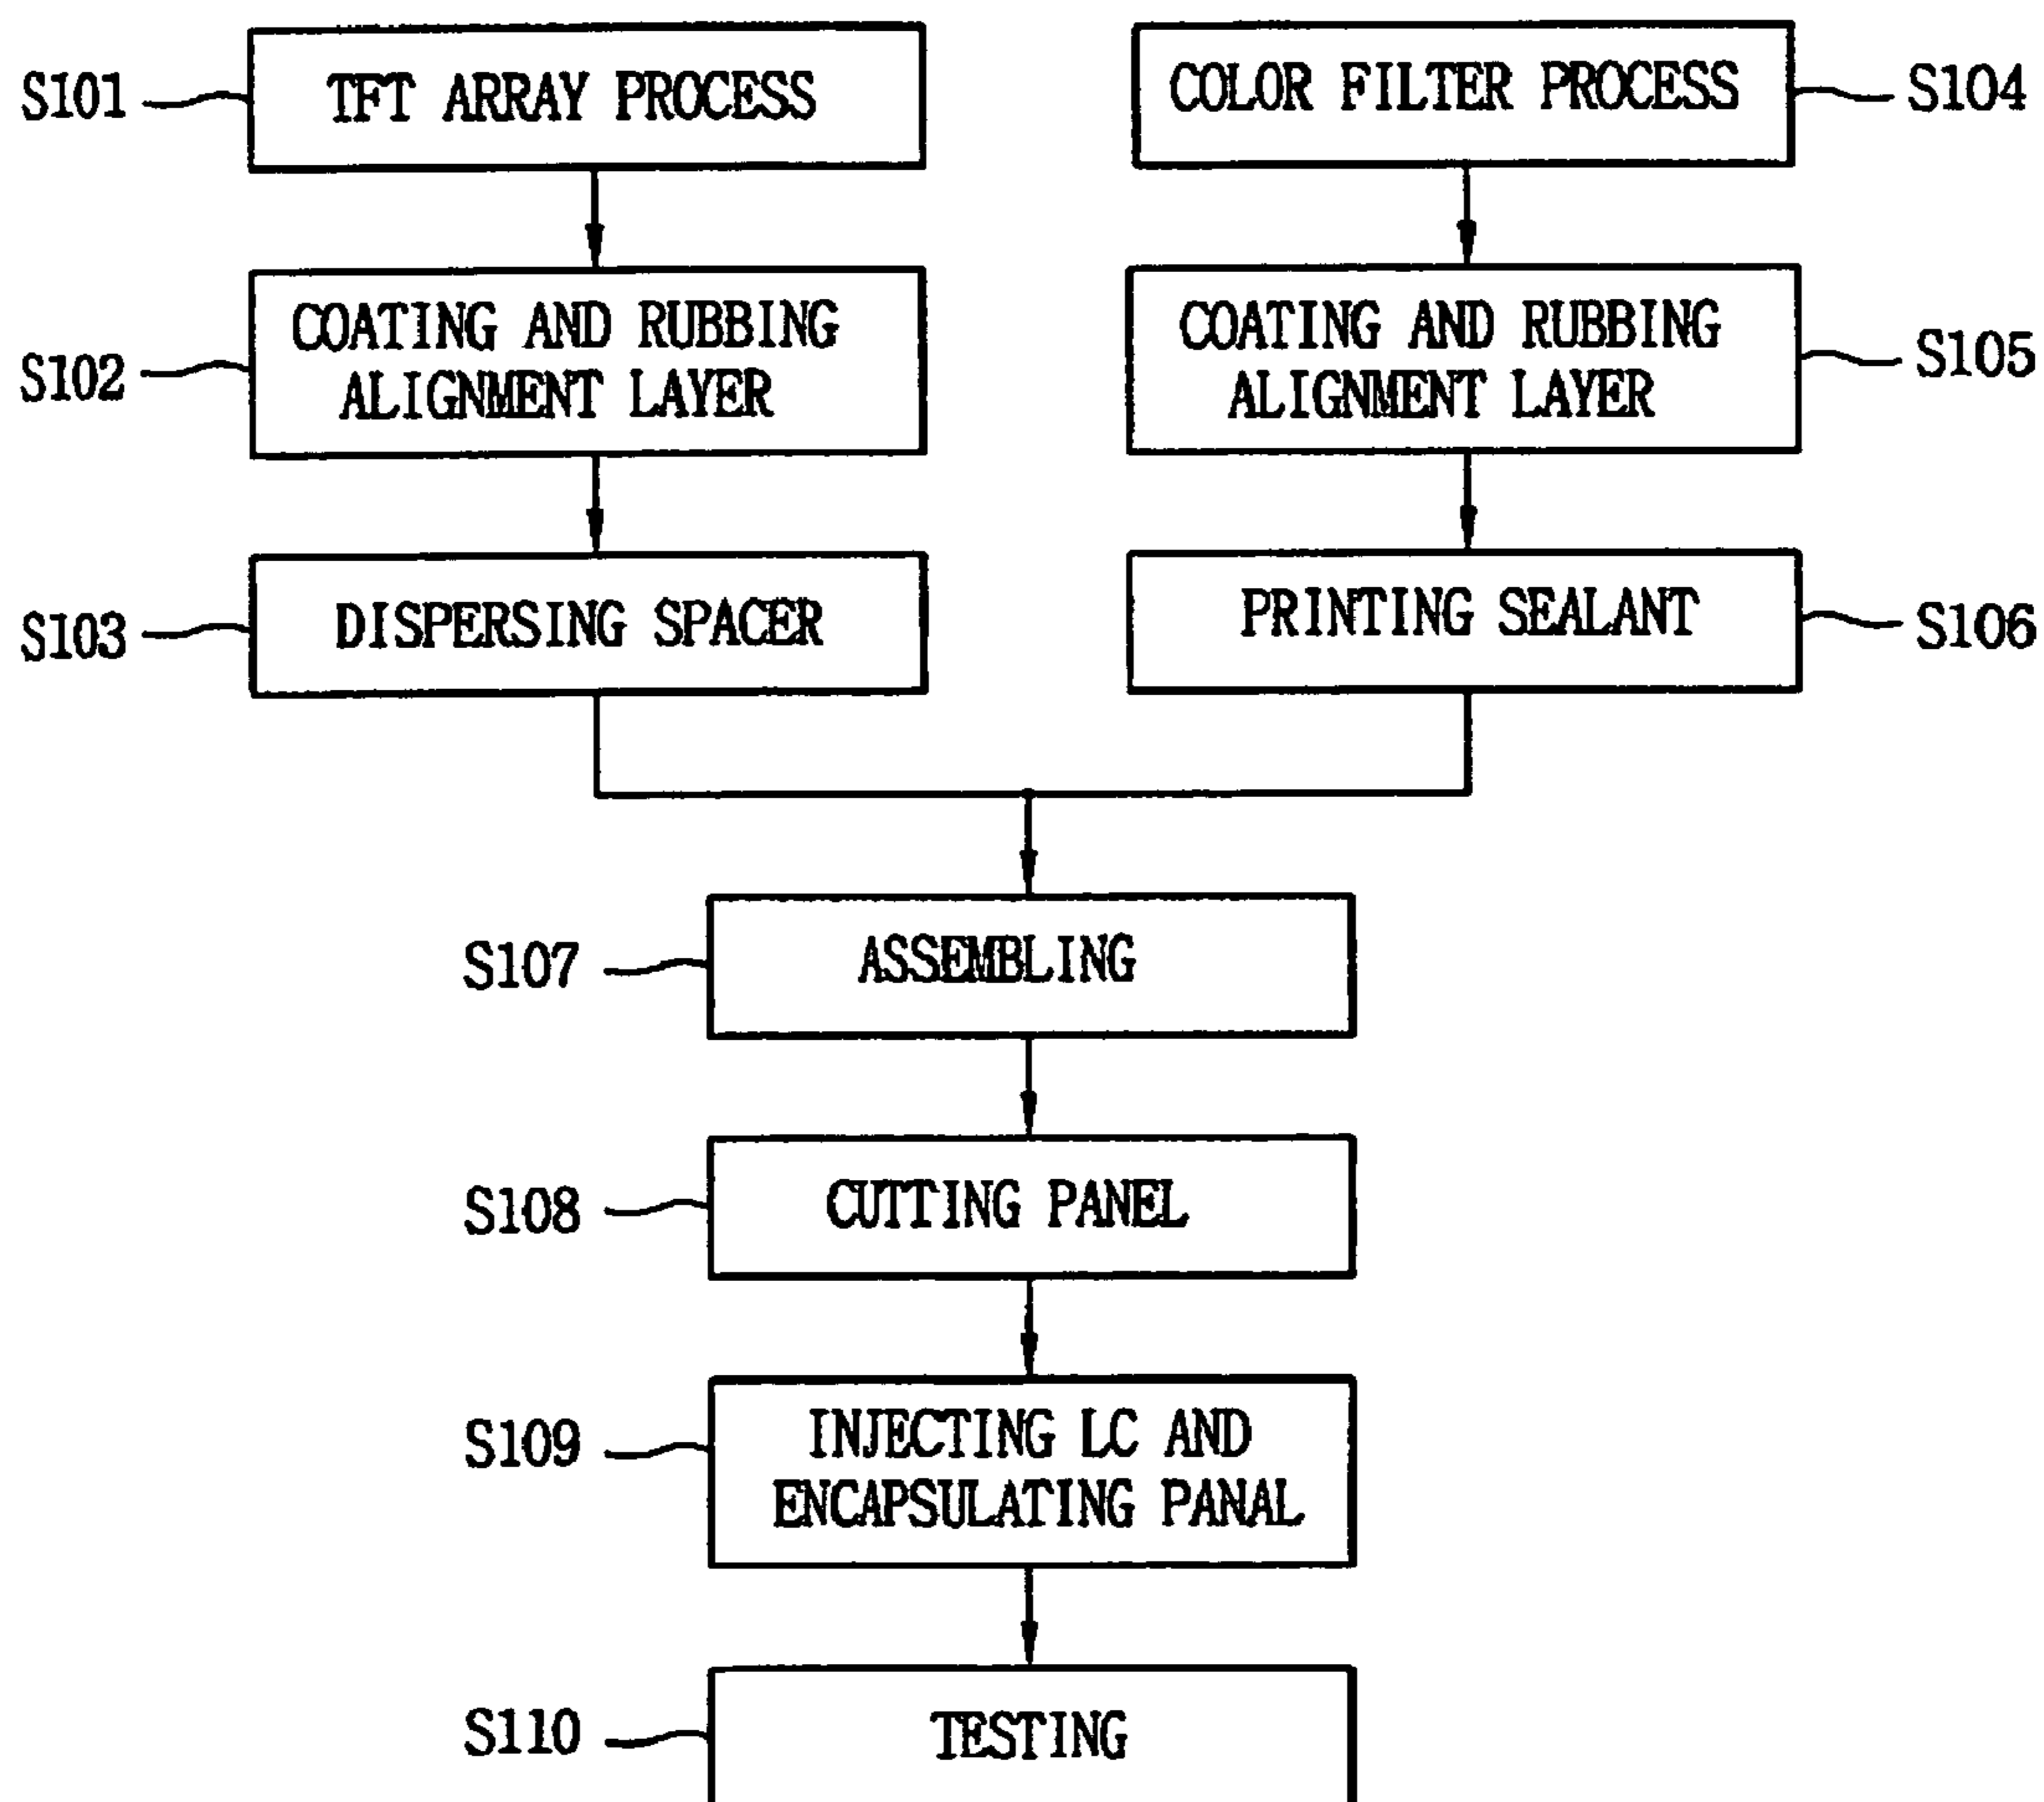 S101
TFT ARRAY PROCESS
COLOR FILTER PROCESS
S104
S102
COATING AND RUBBING
ALIGNMENT LAYER
COATING AND RUBBING
ALIGNMENT LAYER
S105
S103
DISPERSING SPACER
PRINTING SEALANT
S106
S107
ASSEMBLING
S108
CUTTING PANEL
S109
INJECTING LC AND
ENCAPSULATING PANAL
S110
TESTING